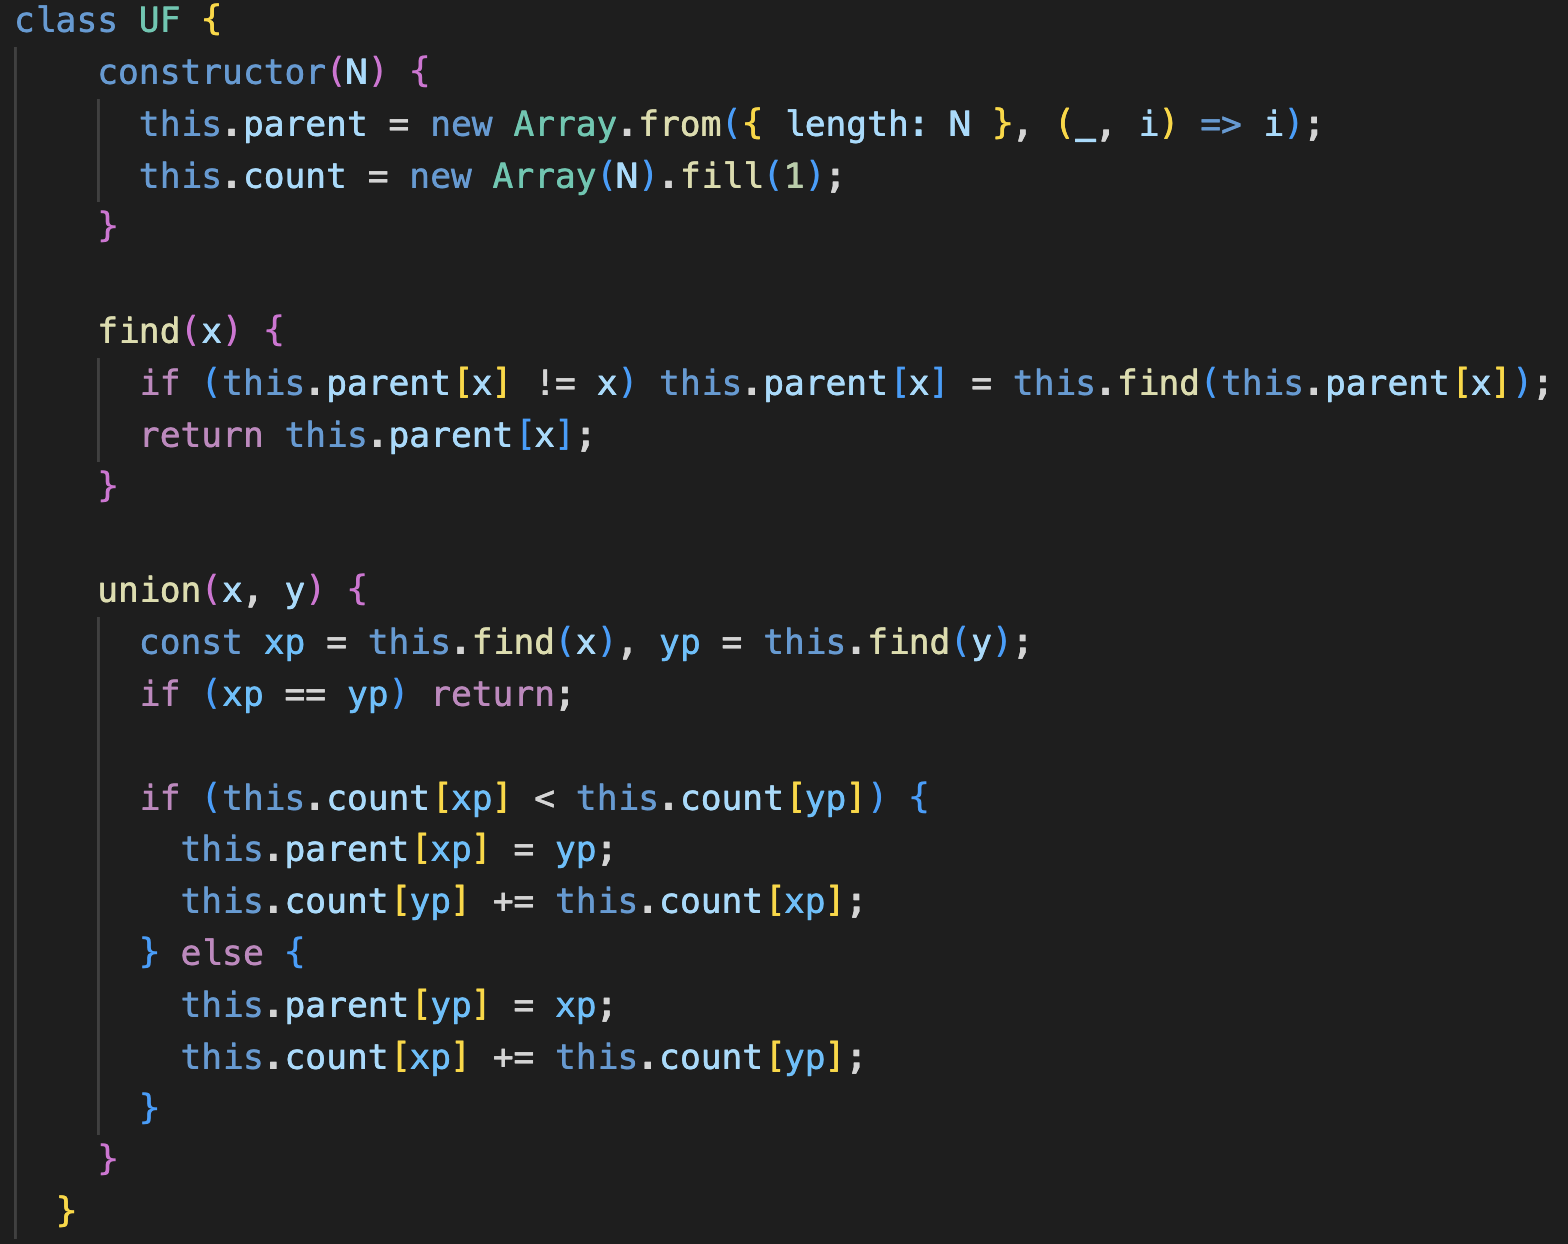 class UF {
    constructor(N) {
      this.parent = new Array.from({ length: N }, (_, i) => i);
      this.count = new Array(N).fill(1);
    }

    find(x) {
      if (this.parent[x] != x) this.parent[x] = this.find(this.parent[x]);
      return this.parent[x];
    }

    union(x, y) {
      const xp = this.find(x), yp = this.find(y);
      if (xp == yp) return;

      if (this.count[xp] < this.count[yp]) {
        this.parent[xp] = yp;
        this.count[yp] += this.count[xp];
      } else {
        this.parent[yp] = xp;
        this.count[xp] += this.count[yp];
      }
    }
  }